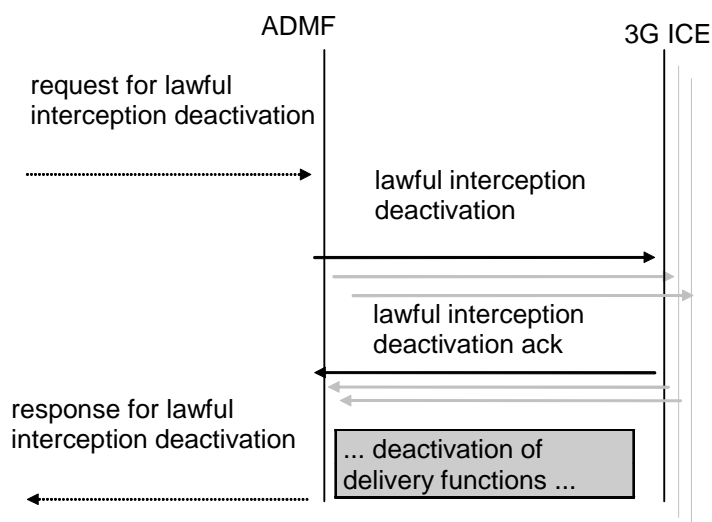 ADMF
3G ICE
request for lawful
interception deactivation
lawful interception
deactivation
lawful interception
deactivation ack
response for lawful
interception deactivation
... deactivation of
delivery functions ...